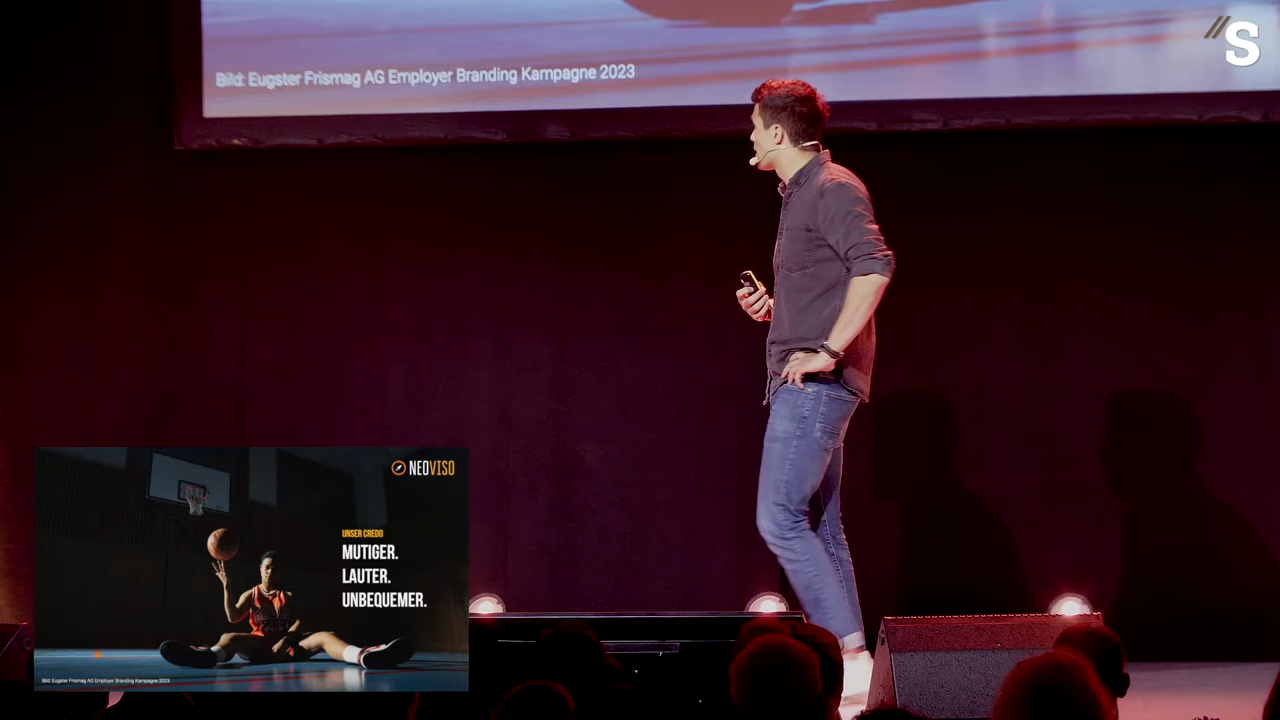 Bild: Eugster Frismag AG Employer Branding Kampagne 2023
S
NEOVISO
UNSER CREDO
MUTIGER.
LAUTER.
UNBEQUEMER.
Bild: Eugster Frismag AG Employer Branding Kampagne 2023